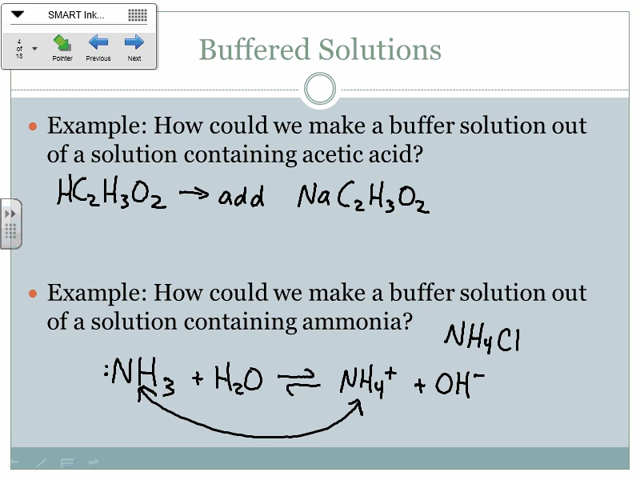 SMART Ink...
4 of 18
Pointer Previous Next
Buffered Solutions
Example: How could we make a buffer solution out
of a solution containing acetic acid?
HC₂H₃O₂ → add NaC₂H₃O₂
Example: How could we make a buffer solution out
of a solution containing ammonia?
NH₄Cl
:NH₃ + H₂O ⇌ NH₄⁺ + OH⁻